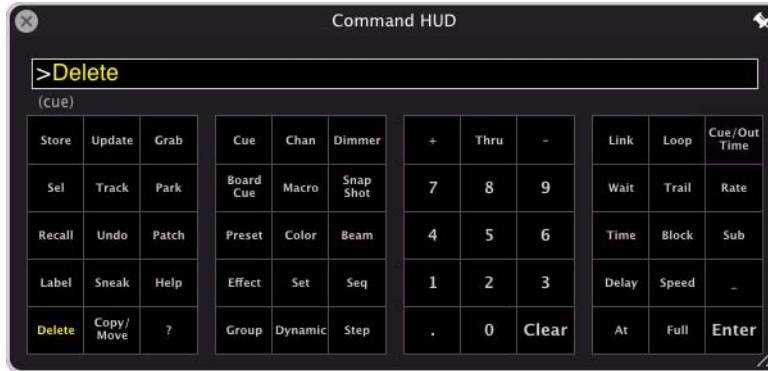 Command HUD
>Delete
(cue)
Store Update Grab Cue Chan Dimmer + Thru - Link Loop Cue/Out Time
Sel Track Park Board Cue Macro Snap Shot 7 8 9 Wait Trail Rate
Recall Undo Patch Preset Color Beam 4 5 6 Time Block Sub
Label Sneak Help Effect Set Seq 1 2 3 Delay Speed _
Delete Copy/Move ? Group Dynamic Step . 0 Clear At Full Enter